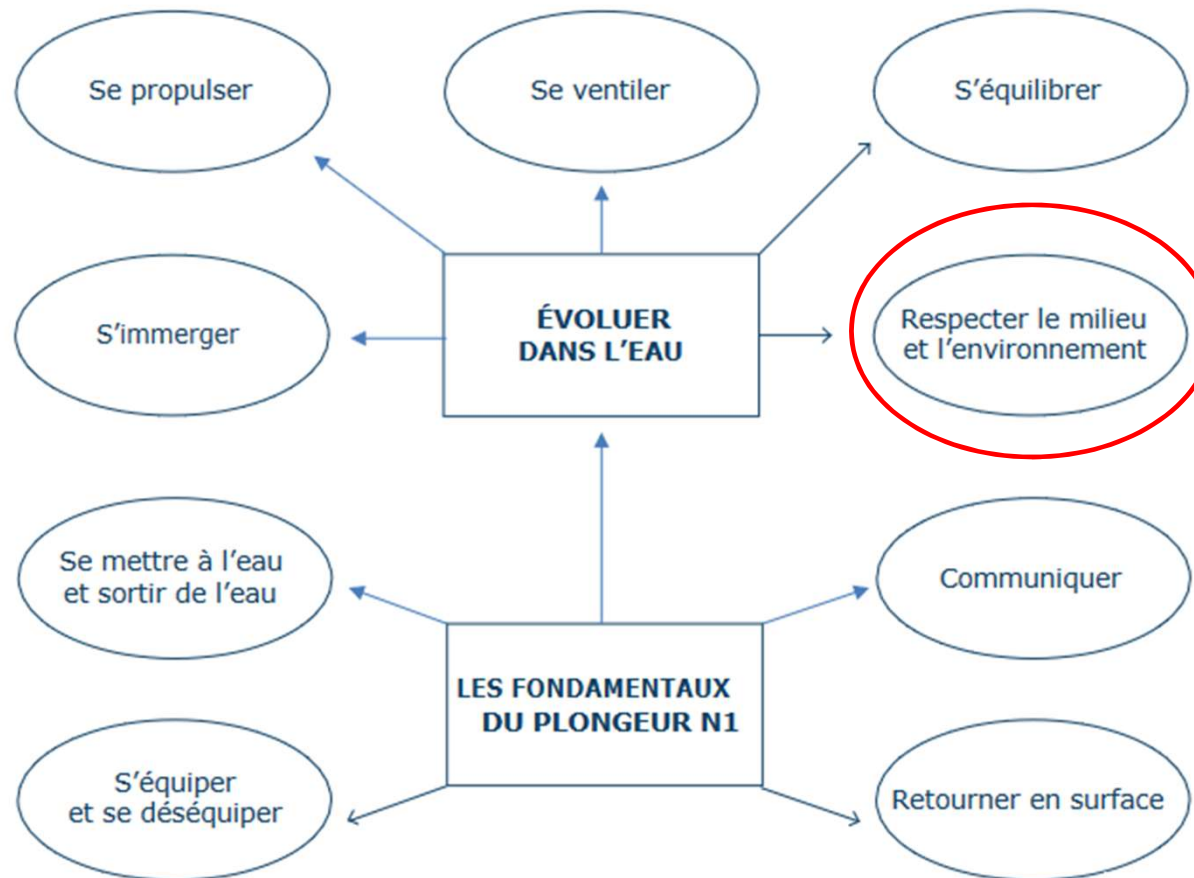 Se propulser
Se ventiler
S’équilibrer
S’immerger
ÉVOLUER
DANS L’EAU
Respecter le milieu
et l’environnement
Se mettre à l’eau
et sortir de l’eau
Communiquer
LES FONDAMENTAUX
DU PLONGEUR N1
S’équiper
et se déséquiper
Retourner en surface